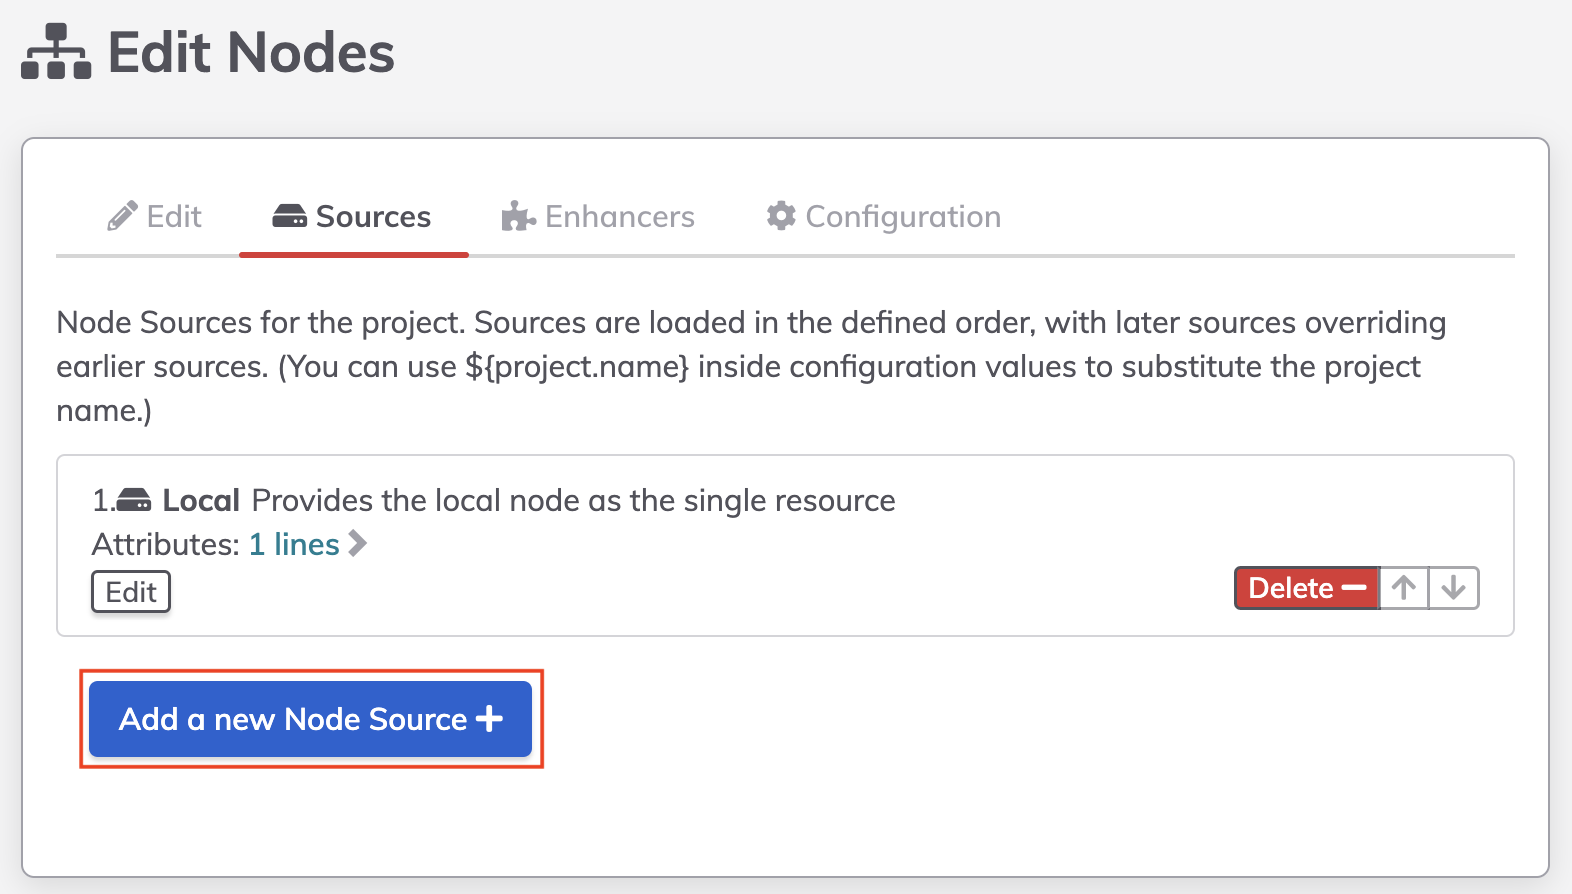 Edit Nodes
Edit Sources Enhancers Configuration
Node Sources for the project. Sources are loaded in the defined order, with later sources overriding
earlier sources. (You can use ${project.name} inside configuration values to substitute the project
name.)
1. Local Provides the local node as the single resource
Attributes: 1 lines
Edit
Delete
Add a new Node Source